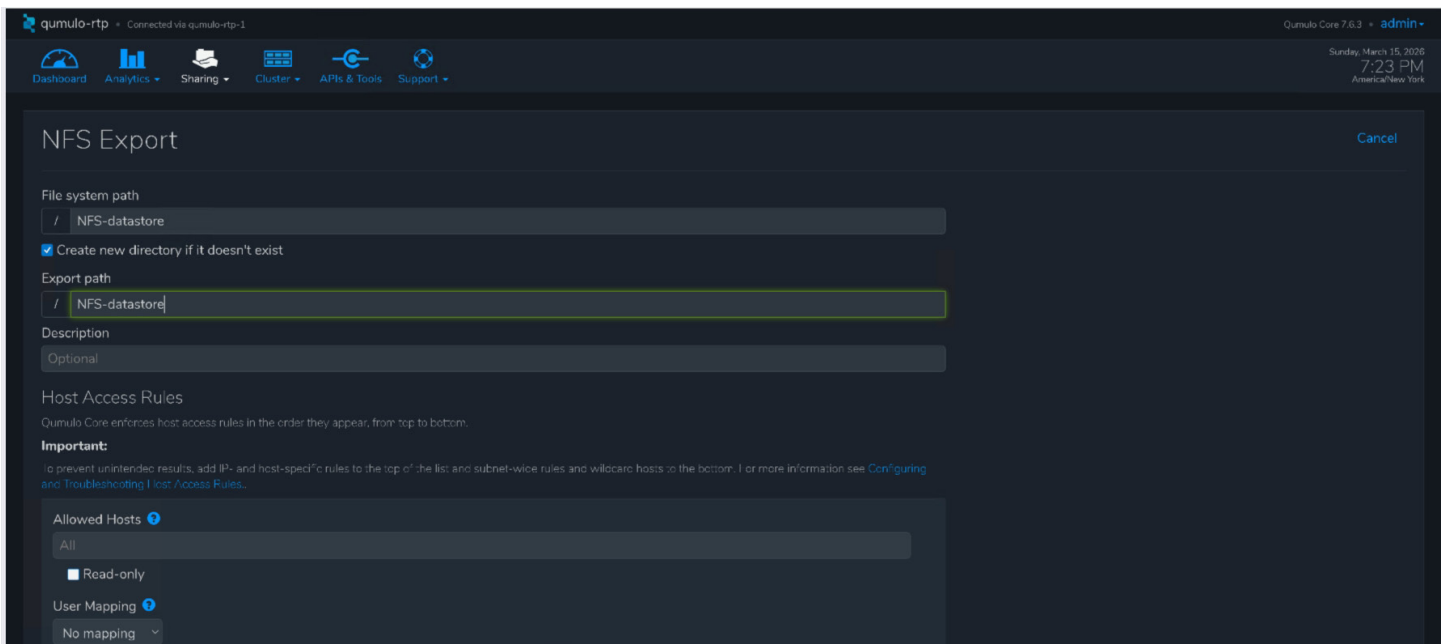 qumulo-rtp • Connected via qumulo-rtp-1
Qumulo Core 7.6.3 • admin
Dashboard Analytics Sharing Cluster APIs & Tools Support
Sunday, March 15, 2026
7:23 PM
America/New York
NFS Export
Cancel
File system path
/ NFS-datastore
Create new directory if it doesn't exist
Export path
/ NFS-datastore
Description
Optional
Host Access Rules
Qumulo Core enforces host access rules in the order they appear, from top to bottom.
Important:
To prevent unintended results, add IP- and host-specific rules to the top of the list and subnet-wide rules and wildcard hosts to the bottom. For more information see Configuring
and Troubleshooting Host Access Rules..
Allowed Hosts ?
All
Read-only
User Mapping ?
No mapping